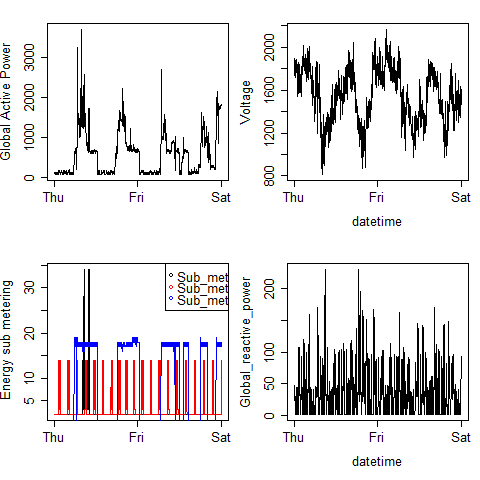 Global Active Power
0
1000
2000
3000
Thu
Fri
Sat
Voltage
800
1200
1600
2000
Thu
Fri
Sat
datetime
Energy sub metering
5
10
20
30
Sub_met
Sub_met
Sub_met
Thu
Fri
Sat
Global_reactive_power
0
50
100
200
Thu
Fri
Sat
datetime